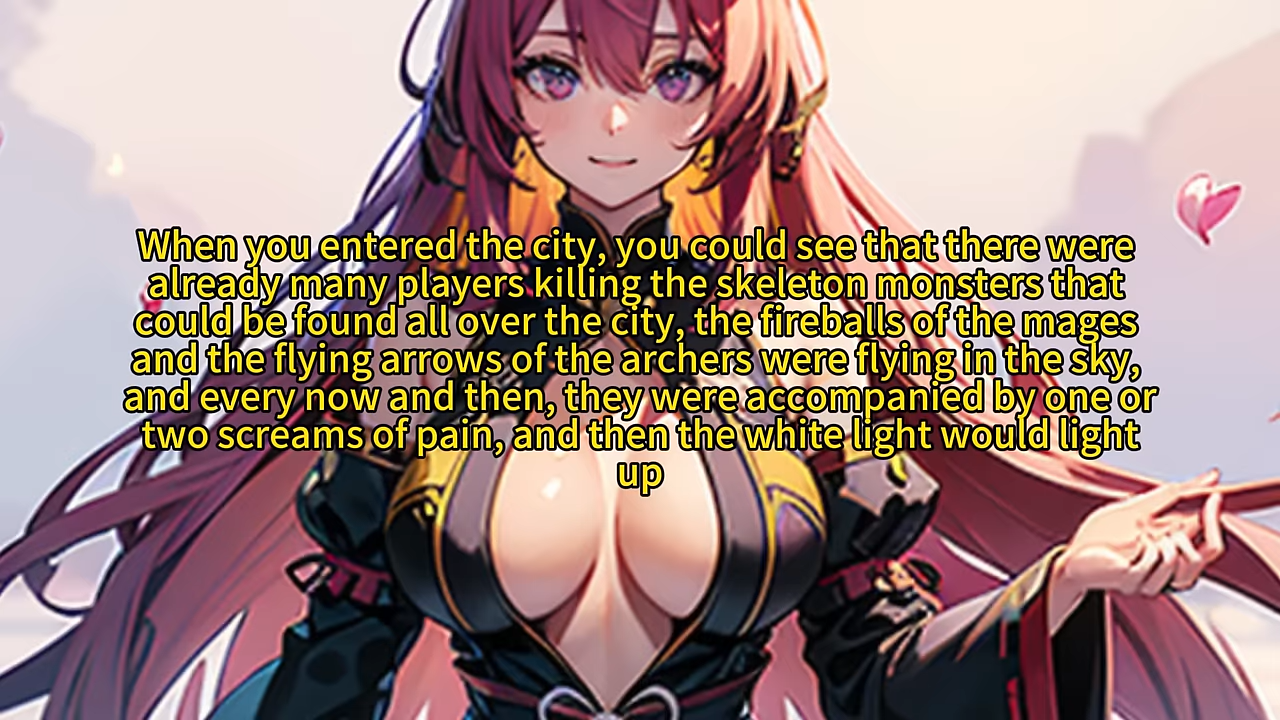 When you entered the city, you could see that there were
already many players killing the skeleton monsters that
could be found all over the city, the fireballs of the mages
and the flying arrows of the archers were flying in the sky,
and every now and then, they were accompanied by one or
two screams of pain, and then the white light would light
up